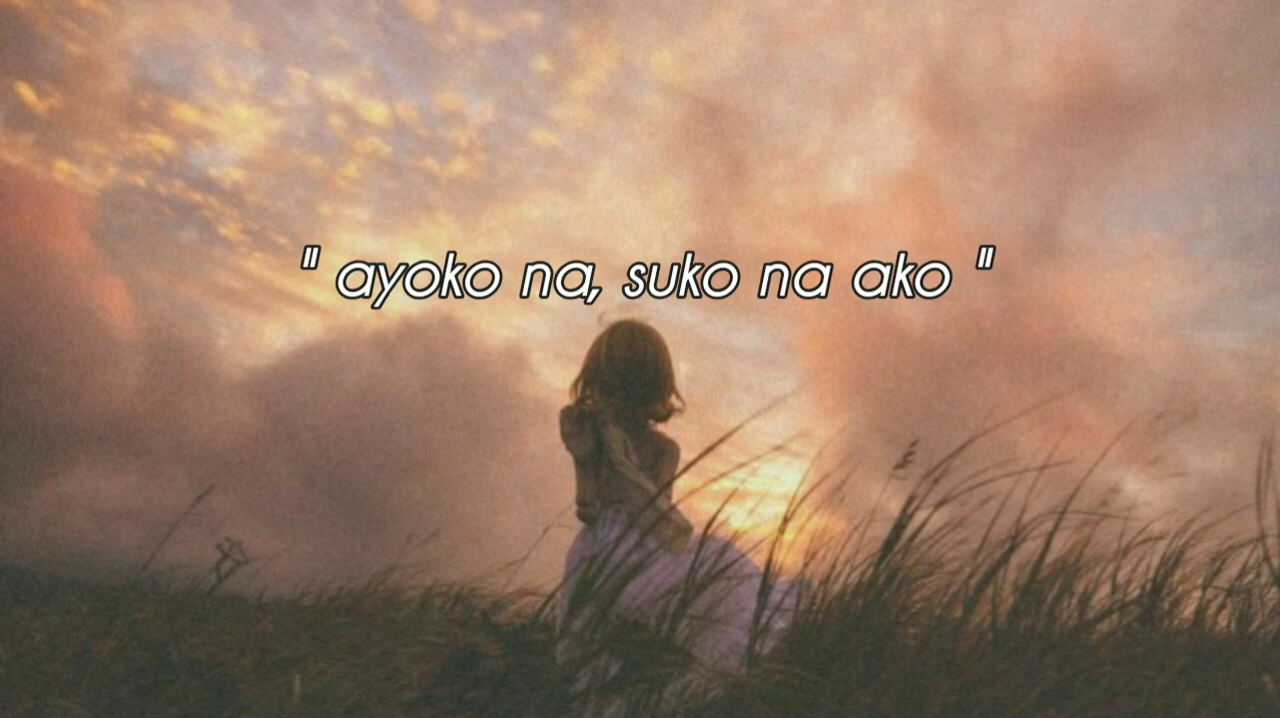 " ayoko na, suko na ako "